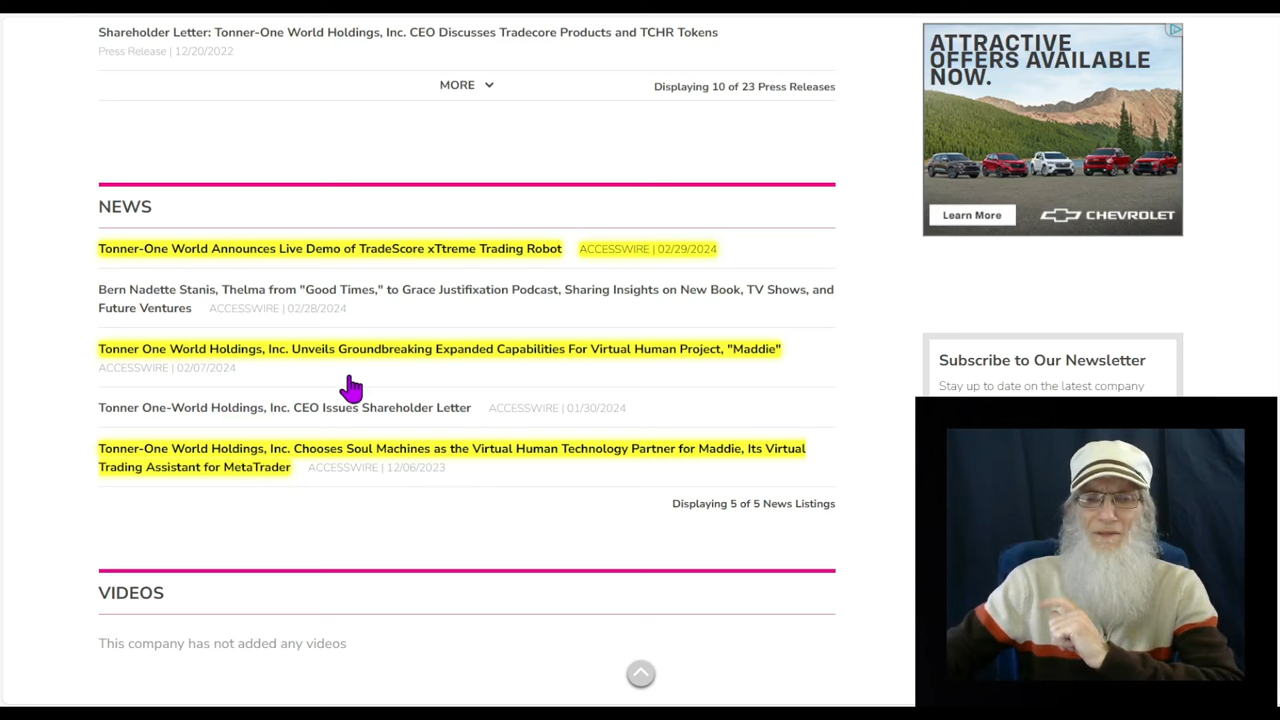 Shareholder Letter: Tonner-One World Holdings, Inc. CEO Discusses Tradecore Products and TCHR Tokens
Press Release | 12/20/2022
MORE
Displaying 10 of 23 Press Releases
NEWS
Tonner-One World Announces Live Demo of TradeScore xTtreme Trading Robot ACCESSWIRE | 02/29/2024
Bern Nadette Stanis, Thelma from "Good Times," to Grace Justifixation Podcast, Sharing Insights on New Book, TV Shows, and
Future Ventures ACCESSWIRE | 02/28/2024
Tonner One World Holdings, Inc. Unveils Groundbreaking Expanded Capabilities For Virtual Human Project, "Maddie"
ACCESSWIRE | 02/07/2024
Tonner One-World Holdings, Inc. CEO Issues Shareholder Letter ACCESSWIRE | 01/30/2024
Tonner-One World Holdings, Inc. Chooses Soul Machines as the Virtual Human Technology Partner for Maddie, Its Virtual
Trading Assistant for MetaTrader ACCESSWIRE | 12/06/2023
Displaying 5 of 5 News Listings
VIDEOS
This company has not added any videos
ATTRACTIVE
OFFERS AVAILABLE
NOW.
Learn More
CHEVROLET
Subscribe to Our Newsletter
Stay up to date on the latest company